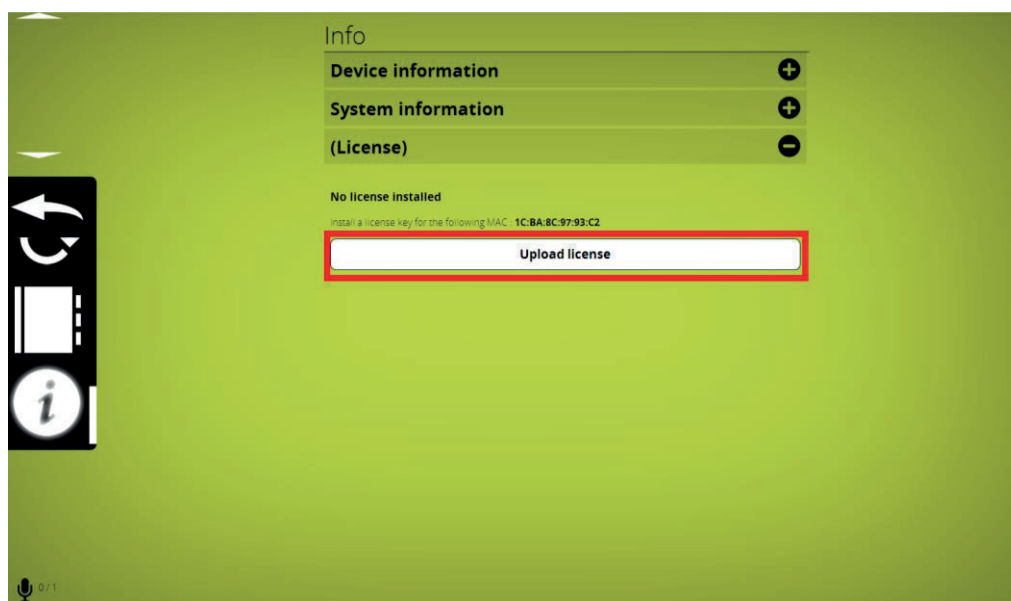 Info
Device information
System information
(License)
No license installed
Install a license key for the following MAC : 1C:BA:8C:97:93:C2
Upload license
i
0/1